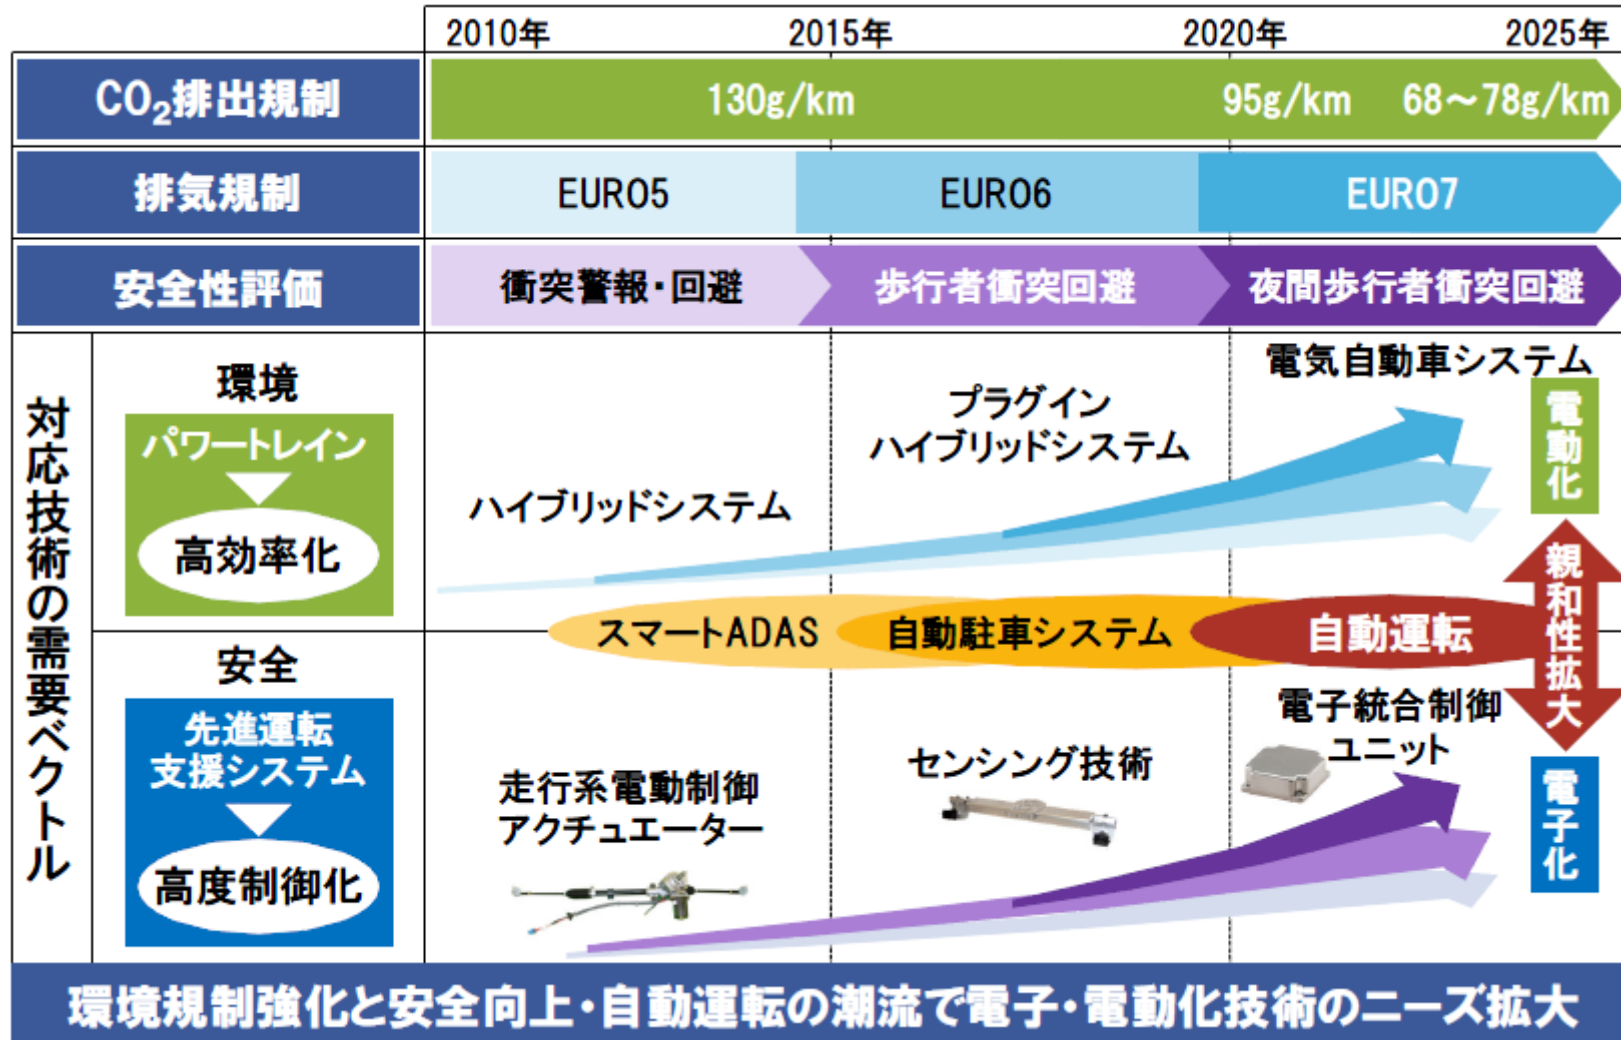 2010年 2015年 2020年 2025年
CO₂排出規制 130g/km 95g/km 68～78g/km
排気規制 EURO5 EURO6 EURO7
安全性評価 衝突警報・回避 歩行者衝突回避 夜間歩行者衝突回避
対応技術の需要ベクトル
環境
パワートレイン
高効率化
ハイブリッドシステム
プラグイン
ハイブリッドシステム
電気自動車システム
電動化
スマートADAS 自動駐車システム 自動運転
親和性拡大
安全
先進運転
支援システム
高度制御化
走行系電動制御
アクチュエーター
センシング技術
電子統合制御
ユニット
電子化
環境規制強化と安全向上・自動運転の潮流で電子・電動化技術のニーズ拡大